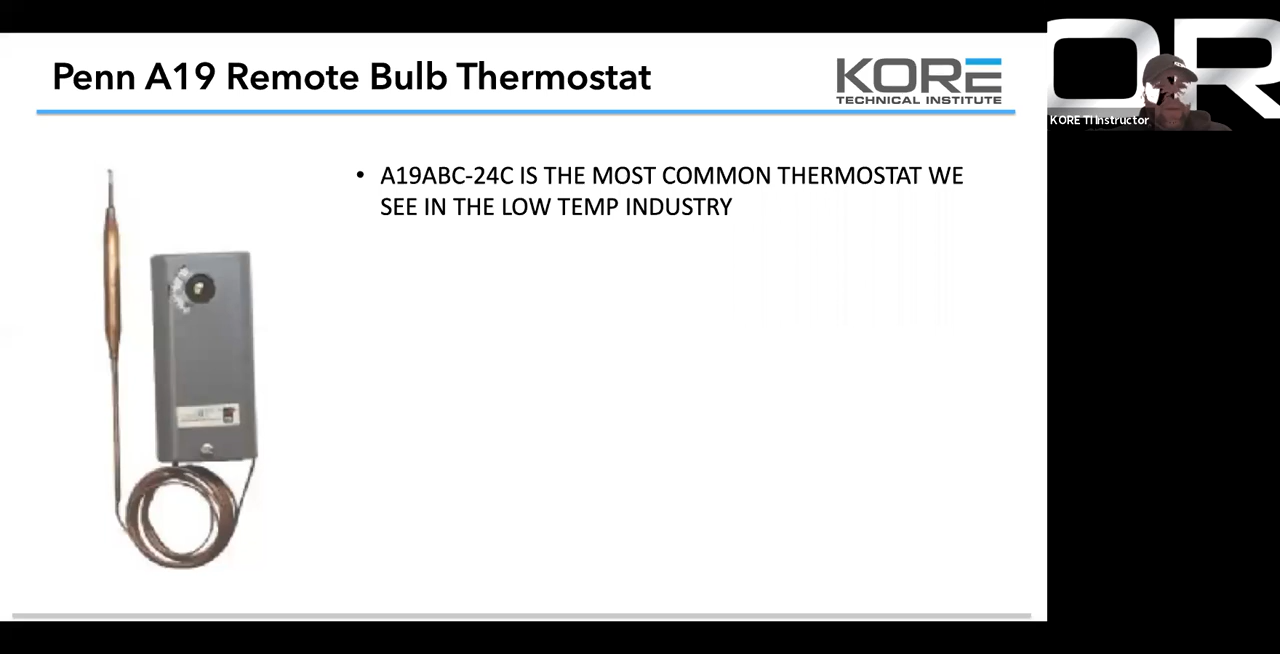 Penn A19 Remote Bulb Thermostat
KORE
TECHNICAL INSTITUTE
OR
KORE TI Instructor
• A19ABC-24C IS THE MOST COMMON THERMOSTAT WE
SEE IN THE LOW TEMP INDUSTRY